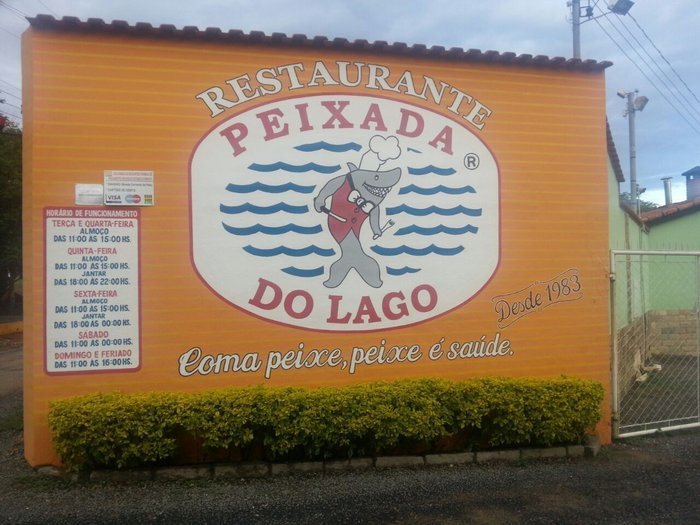 RESTAURANTE
PEIXADA
®
DO LAGO
Desde 1983
Coma peixe, peixe é saúde.
VISA
HORÁRIO DE FUNCIONAMENTO
TERÇA E QUARTA-FEIRA
ALMOÇO
DAS 11:00 ÀS 15:00 HS.
QUINTA-FEIRA
ALMOÇO
DAS 11:00 ÀS 15:00 HS.
JANTAR
DAS 18:00 ÀS 22:00 HS.
SEXTA-FEIRA
ALMOÇO
DAS 11:00 ÀS 15:00 HS.
JANTAR
DAS 18:00 ÀS 00:00 HS.
SÁBADO
DAS 11:00 ÀS 00:00 HS.
DOMINGO E FERIADO
DAS 11:00 ÀS 16:00 HS.